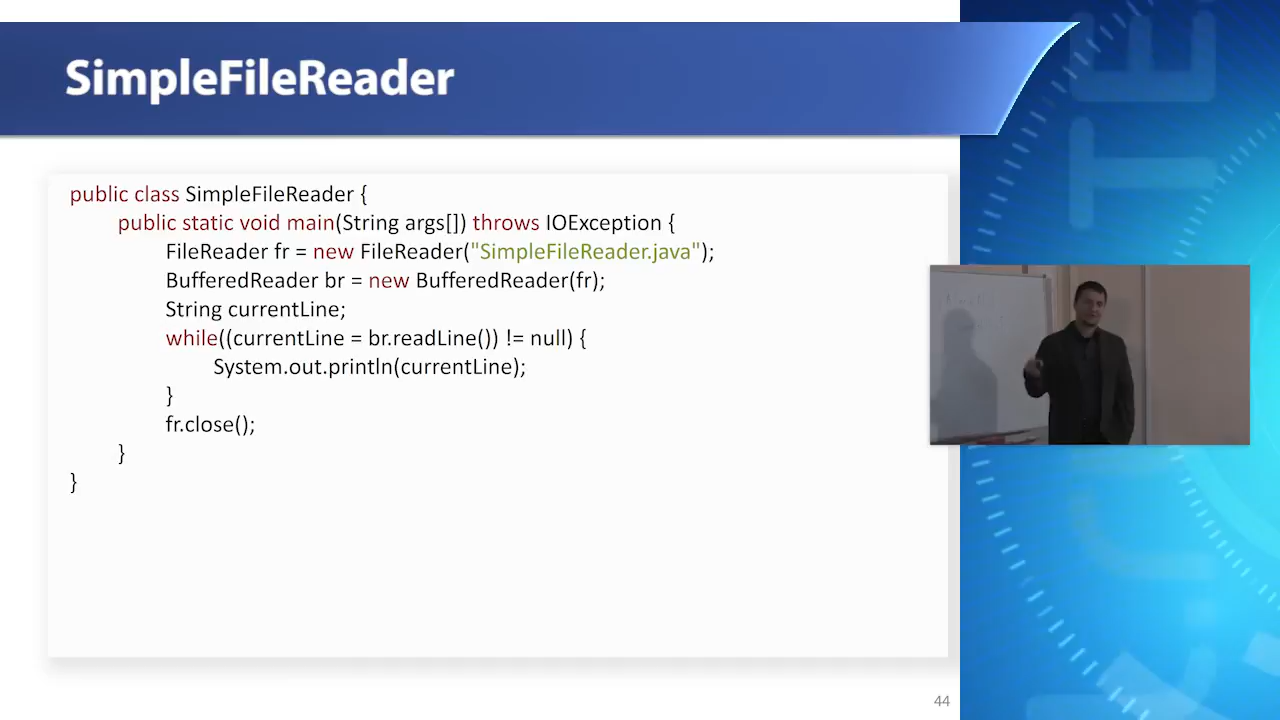 SimpleFileReader
public class SimpleFileReader {
public static void main(String args[]) throws IOException {
FileReader fr = new FileReader("SimpleFileReader.java");
BufferedReader br = new BufferedReader(fr);
String currentLine;
while((currentLine = br.readLine()) != null) {
System.out.println(currentLine);
}
fr.close();
}
}
44